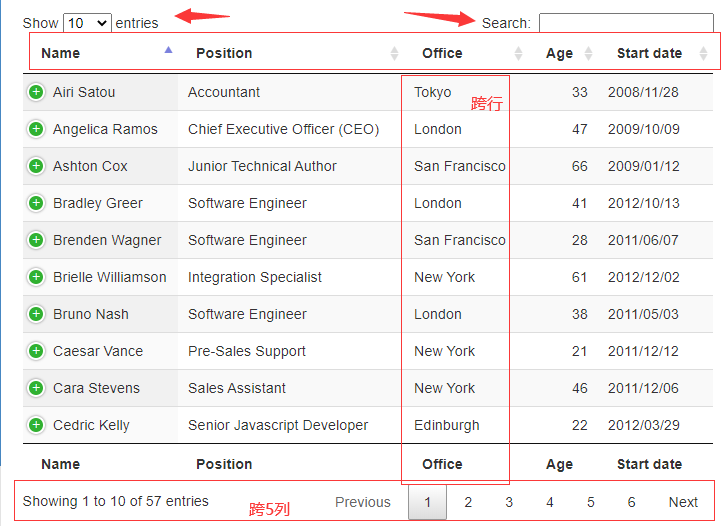 Show 10 entries Search:
Name Position Office Age Start date
Airi Satou Accountant Tokyo 33 2008/11/28
跨行
Angelica Ramos Chief Executive Officer (CEO) London 47 2009/10/09
Ashton Cox Junior Technical Author San Francisco 66 2009/01/12
Bradley Greer Software Engineer London 41 2012/10/13
Brenden Wagner Software Engineer San Francisco 28 2011/06/07
Brielle Williamson Integration Specialist New York 61 2012/12/02
Bruno Nash Software Engineer London 38 2011/05/03
Caesar Vance Pre-Sales Support New York 21 2011/12/12
Cara Stevens Sales Assistant New York 46 2011/12/06
Cedric Kelly Senior Javascript Developer Edinburgh 22 2012/03/29
Name Position Office Age Start date
Showing 1 to 10 of 57 entries Previous 1 2 3 4 5 6 Next
跨5列